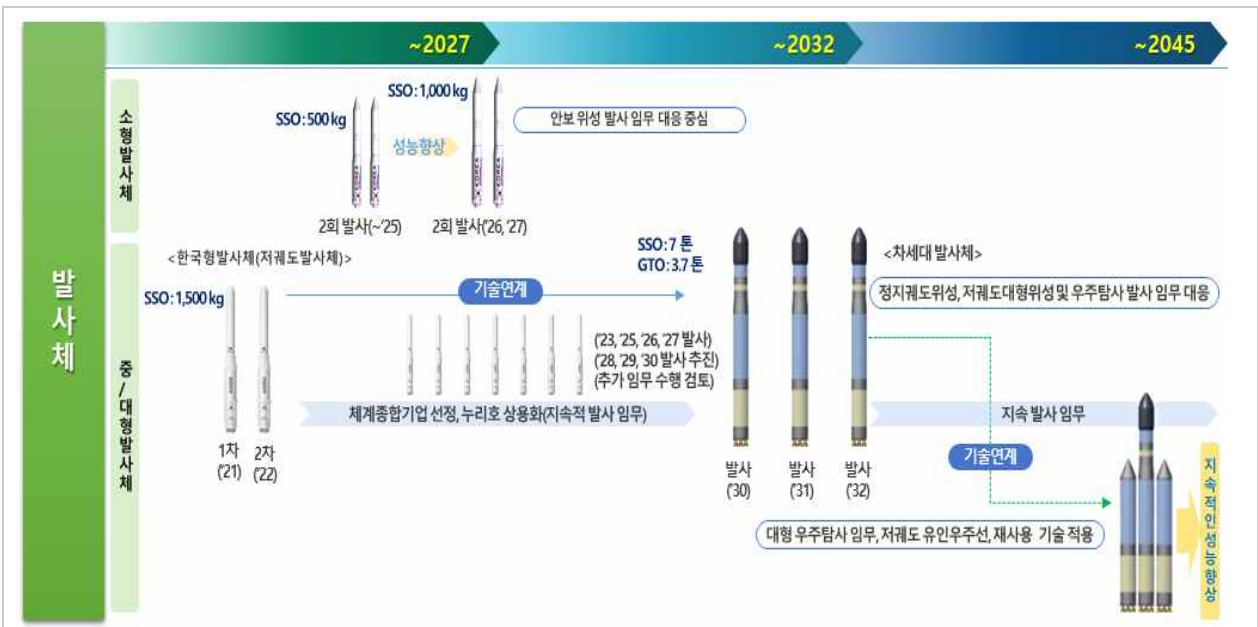 ~2027
~2032
~2045
발사체
소형발사체
SSO : 500 kg
SSO : 1,000 kg
성능향상
안보 위성 발사 임무 대응 중심
2회 발사(~'25)
2회 발사('26, '27)
중/대형발사체
<한국형발사체(저궤도발사체)>
SSO : 1,500 kg
기술연계
SSO : 7 톤
GTO : 3.7 톤
<차세대 발사체>
정지궤도위성, 저궤도대형위성 및 우주탐사 발사 임무 대응
('23, '25, '26, '27 발사)
('28, '29, '30 발사 추진)
(추가 임무 수행 검토)
체계종합기업 선정, 누리호 상용화(지속적 발사 임무)
지속 발사 임무
1차
('21)
2차
('22)
발사
('30)
발사
('31)
발사
('32)
기술연계
대형 우주탐사 임무, 저궤도 유인우주선, 재사용 기술 적용
지속적인 성능향상